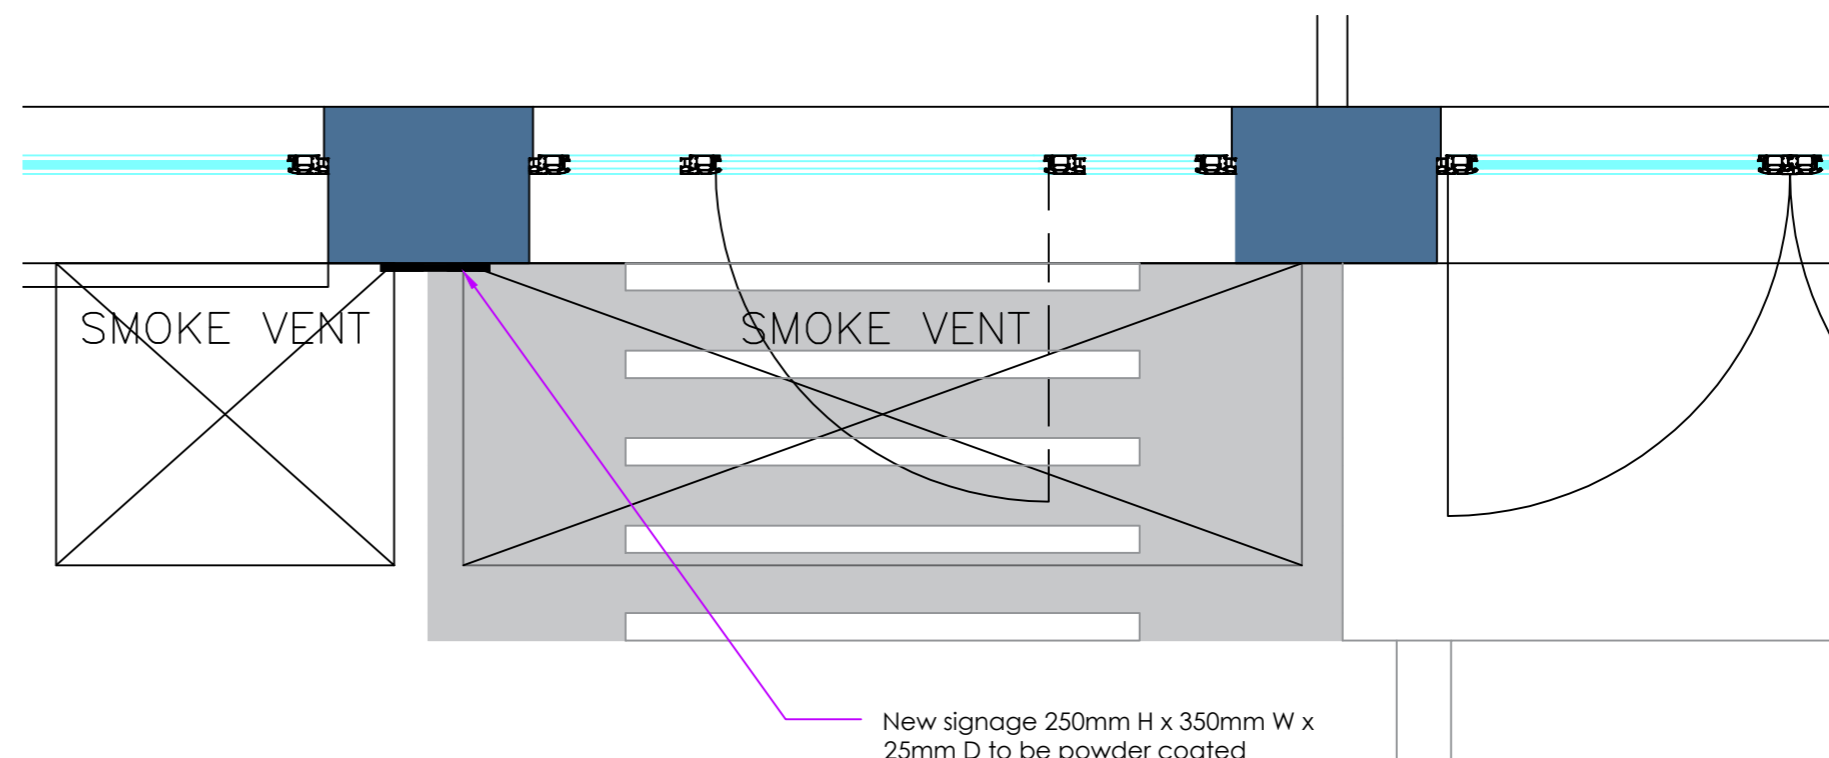 SMOKE VENT
SMOKE VENT
New signage 250mm H x 350mm W x
25mm D to be powder coated